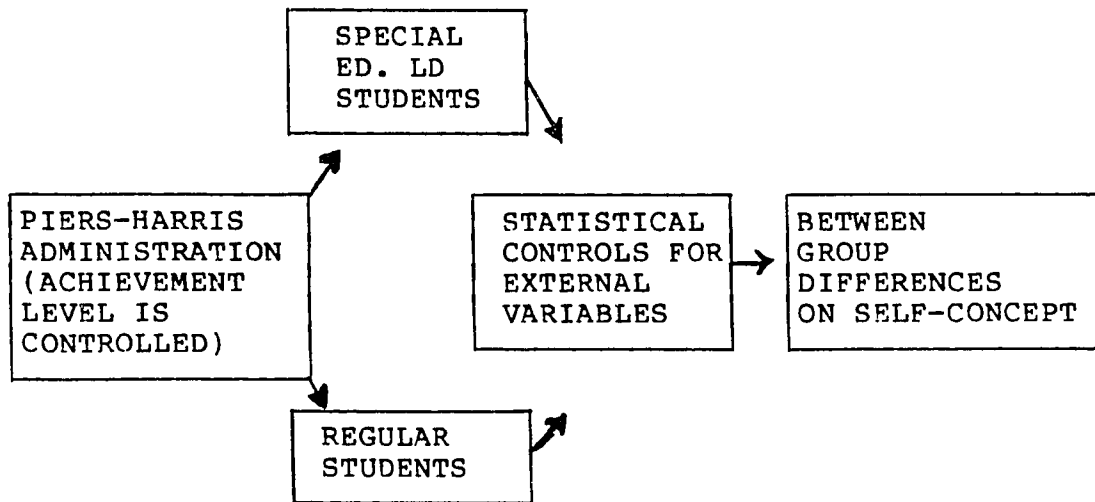 SPECIAL
ED. LD
STUDENTS
PIERS-HARRIS
ADMINISTRATION
(ACHIEVEMENT
LEVEL IS
CONTROLLED)
STATISTICAL
CONTROLS FOR
EXTERNAL
VARIABLES
BETWEEN
GROUP
DIFFERENCES
ON SELF-CONCEPT
REGULAR
STUDENTS